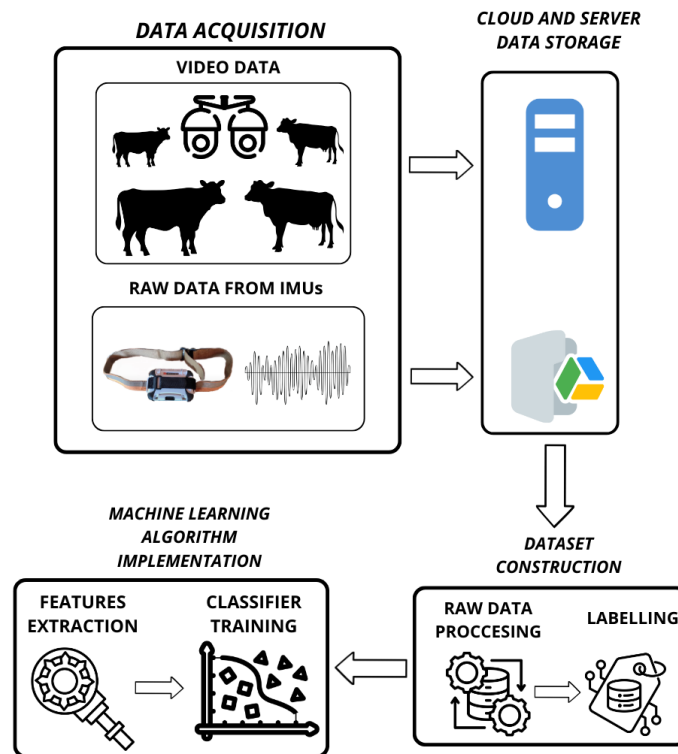 DATA ACQUISITION
CLOUD AND SERVER
DATA STORAGE
VIDEO DATA
RAW DATA FROM IMUs
MACHINE LEARNING
ALGORITHM
IMPLEMENTATION
DATASET
CONSTRUCTION
FEATURES
EXTRACTION
CLASSIFIER
TRAINING
RAW DATA
PROCCESING
LABELLING